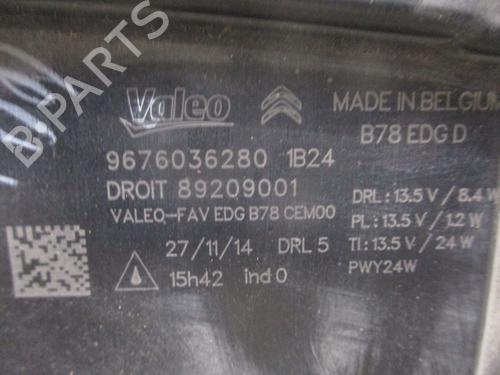 Valeo
MADE IN BELGIUM
B78 EDG D
9676036280 1B24
DROIT 89209001
VALEO-FAV EDG B78 CEM00
DRL : 13.5 V / 8.4W
PL : 13.5 V / 1.2 W
TI : 13.5 V / 24 W
PWY24W
27/11/14 DRL 5
15h42 ind 0
B-PARTS